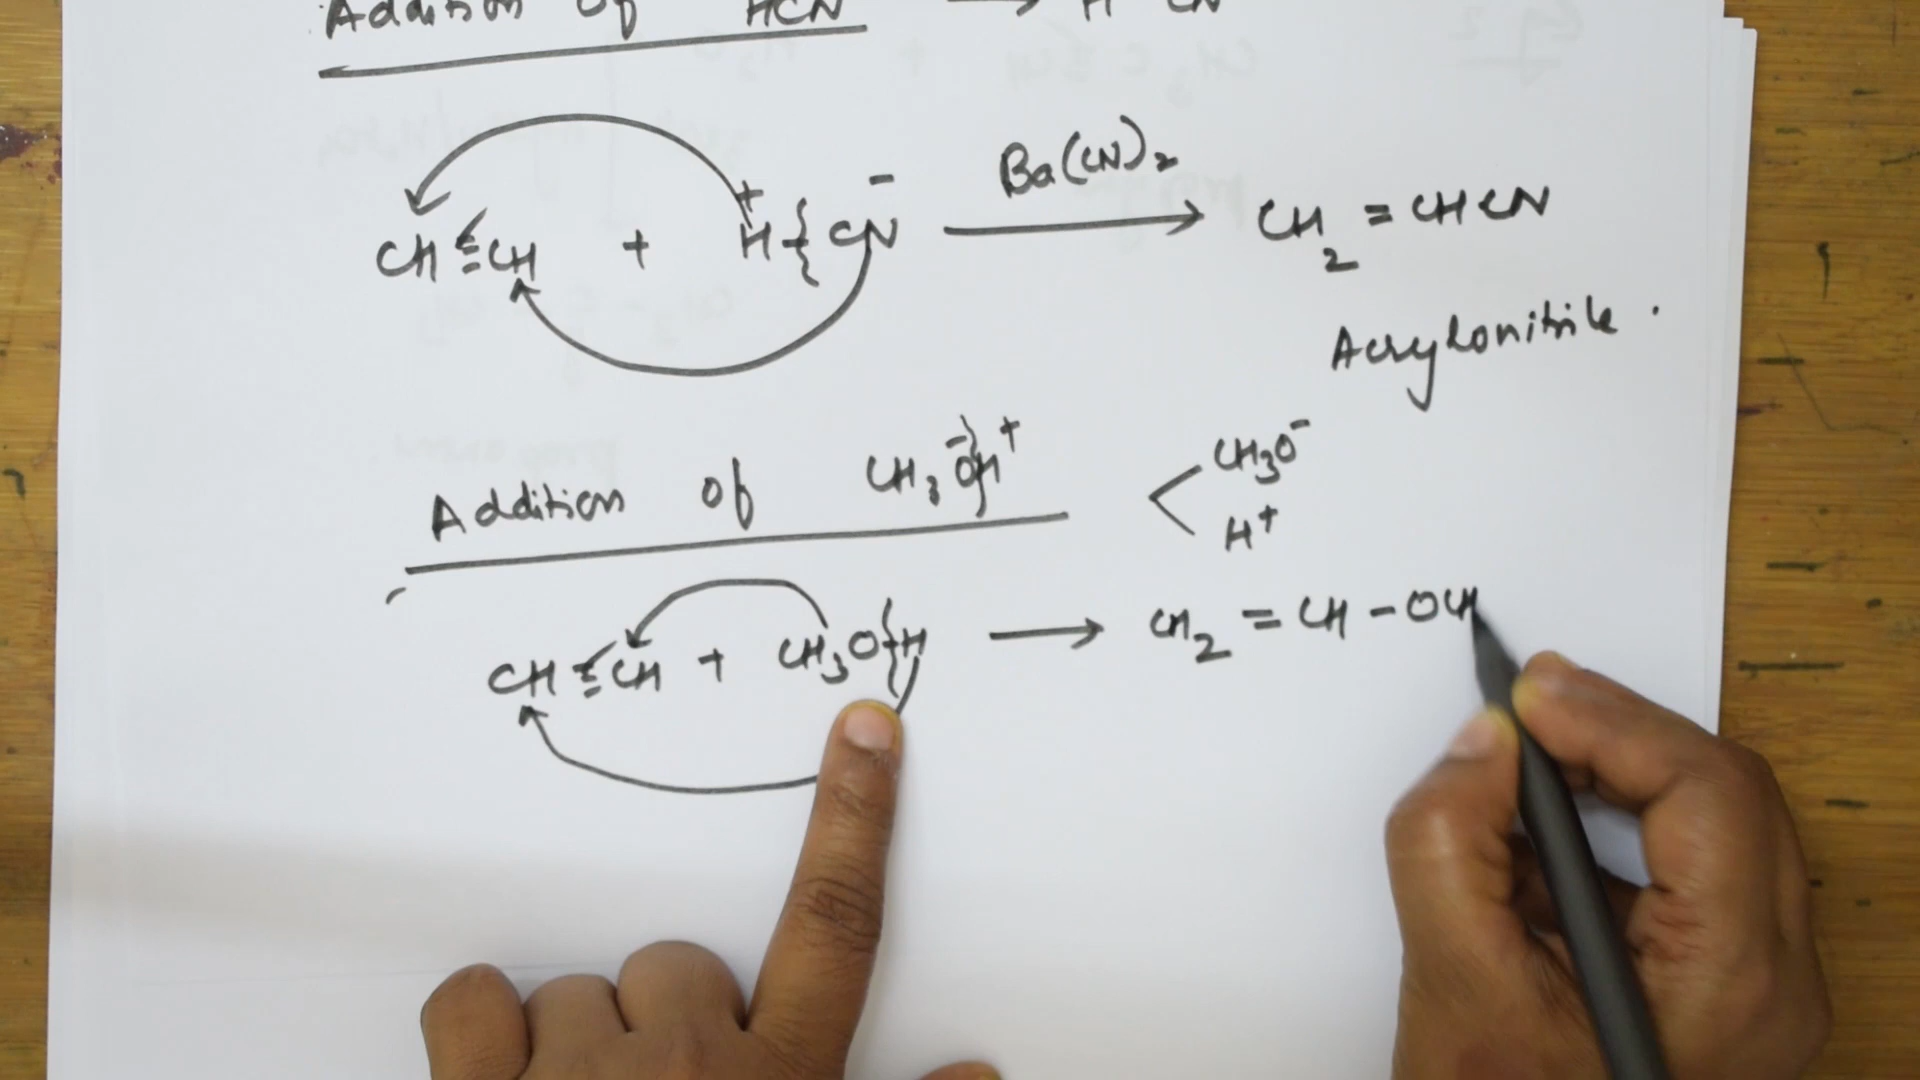 Addition of HCN → H CN
CH ≡ CH + H⁺ CN⁻ → Ba(CN)₂ CH₂ = CHCN
Acrylonitrile.
Addition of CH₃O⁻H⁺ < CH₃O⁻
H⁺
CH ≡ CH + CH₃OH → CH₂ = CH - OCH